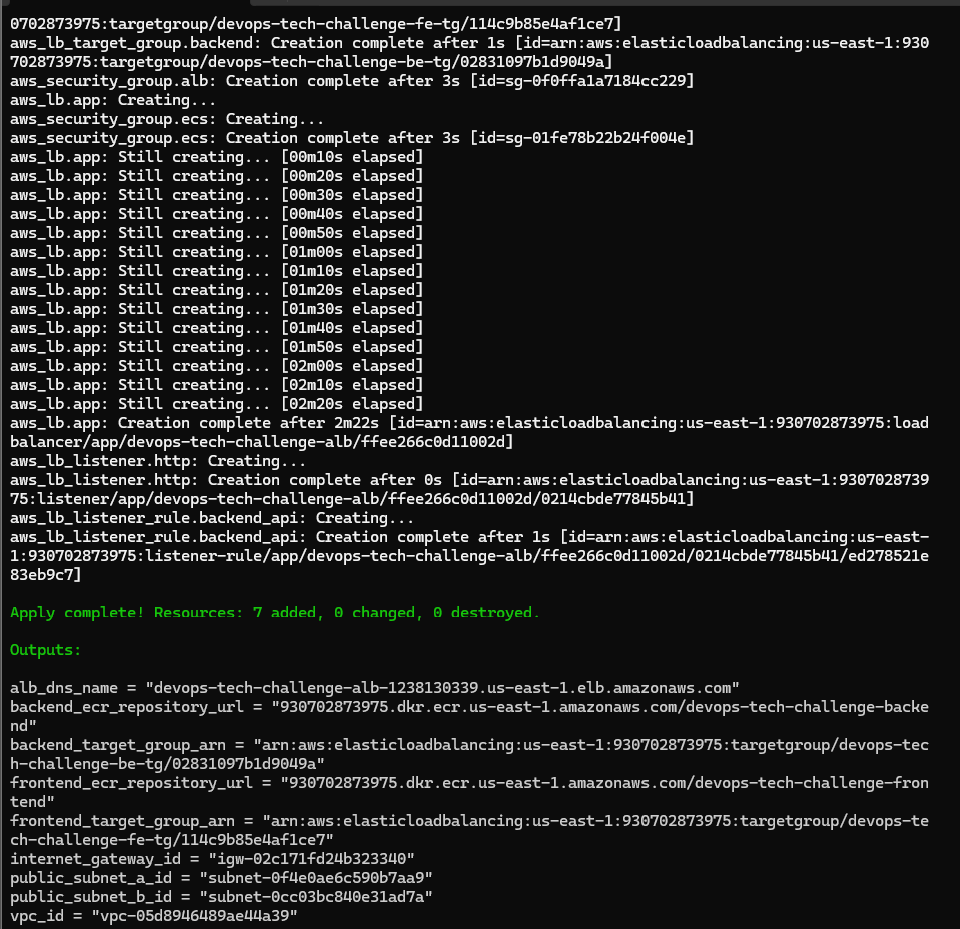 0702873975:targetgroup/devops-tech-challenge-fe-tg/114c9b85e4af1ce7]
aws_lb_target_group.backend: Creation complete after 1s [id=arn:aws:elasticloadbalancing:us-east-1:930
702873975:targetgroup/devops-tech-challenge-be-tg/02831097b1d9049a]
aws_security_group.alb: Creation complete after 3s [id=sg-0f0ffa1a7184cc229]
aws_lb.app: Creating...
aws_security_group.ecs: Creating...
aws_security_group.ecs: Creation complete after 3s [id=sg-01fe78b22b24f004e]
aws_lb.app: Still creating... [00m10s elapsed]
aws_lb.app: Still creating... [00m20s elapsed]
aws_lb.app: Still creating... [00m30s elapsed]
aws_lb.app: Still creating... [00m40s elapsed]
aws_lb.app: Still creating... [00m50s elapsed]
aws_lb.app: Still creating... [01m00s elapsed]
aws_lb.app: Still creating... [01m10s elapsed]
aws_lb.app: Still creating... [01m20s elapsed]
aws_lb.app: Still creating... [01m30s elapsed]
aws_lb.app: Still creating... [01m40s elapsed]
aws_lb.app: Still creating... [01m50s elapsed]
aws_lb.app: Still creating... [02m00s elapsed]
aws_lb.app: Still creating... [02m10s elapsed]
aws_lb.app: Still creating... [02m20s elapsed]
aws_lb.app: Creation complete after 2m22s [id=arn:aws:elasticloadbalancing:us-east-1:930702873975:load
balancer/app/devops-tech-challenge-alb/ffee266c0d11002d]
aws_lb_listener.http: Creating...
aws_lb_listener.http: Creation complete after 0s [id=arn:aws:elasticloadbalancing:us-east-1:9307028739
75:listener/app/devops-tech-challenge-alb/ffee266c0d11002d/0214cbde77845b41]
aws_lb_listener_rule.backend_api: Creating...
aws_lb_listener_rule.backend_api: Creation complete after 1s [id=arn:aws:elasticloadbalancing:us-east-
1:930702873975:listener-rule/app/devops-tech-challenge-alb/ffee266c0d11002d/0214cbde77845b41/ed278521e
83eb9c7]
Apply complete! Resources: 7 added, 0 changed, 0 destroyed.
Outputs:
alb_dns_name = "devops-tech-challenge-alb-1238130339.us-east-1.elb.amazonaws.com"
backend_ecr_repository_url = "930702873975.dkr.ecr.us-east-1.amazonaws.com/devops-tech-challenge-backe
nd"
backend_target_group_arn = "arn:aws:elasticloadbalancing:us-east-1:930702873975:targetgroup/devops-tec
h-challenge-be-tg/02831097b1d9049a"
frontend_ecr_repository_url = "930702873975.dkr.ecr.us-east-1.amazonaws.com/devops-tech-challenge-fron
tend"
frontend_target_group_arn = "arn:aws:elasticloadbalancing:us-east-1:930702873975:targetgroup/devops-te
ch-challenge-fe-tg/114c9b85e4af1ce7"
internet_gateway_id = "igw-02c171fd24b323340"
public_subnet_a_id = "subnet-0f4e0ae6c590b7aa9"
public_subnet_b_id = "subnet-0cc03bc840e31ad7a"
vpc_id = "vpc-05d8946489ae44a39"